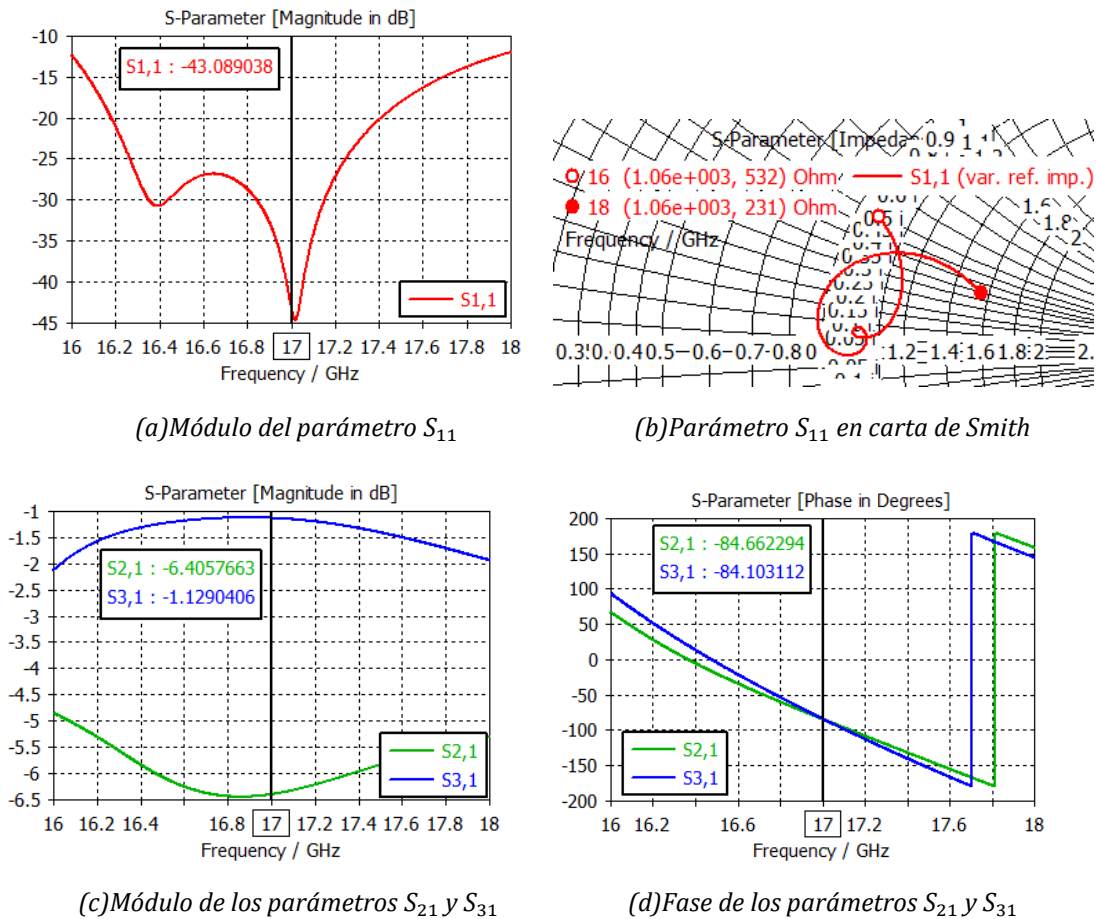 S-Parameter [Magnitude in dB]
-10
-15
-20
-25
-30
-35
-40
-45
S1,1 : -43.089038
S1,1
16 16.2 16.4 16.6 16.8 17 17.2 17.4 17.6 17.8 18
Frequency / GHz
(a)Módulo del parámetro S₁₁
S-Parameter [Impeda
0.9 1
16 (1.06e+003, 532) Ohm
S1,1 (var. ref. imp.)
18 (1.06e+003, 231) Ohm
Frequency / GHz
1.6
1.8
2
(b)Parámetro S₁₁ en carta de Smith
S-Parameter [Magnitude in dB]
-1
-1.5
-2
-2.5
-3
-3.5
-4
-4.5
-5
-5.5
-6
-6.5
S2,1 : -6.4057663
S3,1 : -1.1290406
S2,1
S3,1
16 16.2 16.4 16.8 17 17.2 17.4 17.6 18
Frequency / GHz
(c)Módulo de los parámetros S₂₁ y S₃₁
S-Parameter [Phase in Degrees]
200
150
100
50
0
-50
-100
-150
-200
S2,1 : -84.662294
S3,1 : -84.103112
S2,1
S3,1
16 16.2 16.6 17 17.2 17.6 18
Frequency / GHz
(d)Fase de los parámetros S₂₁ y S₃₁